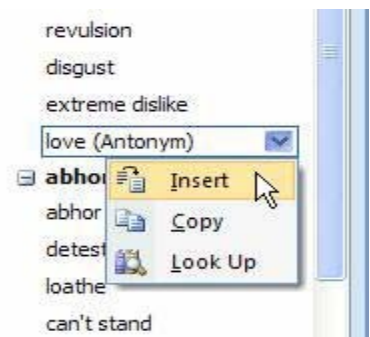 revulsion
disgust
extreme dislike
love (Antonym)
abhor
Insert
abhor
Copy
detest
Look Up
loathe
can't stand